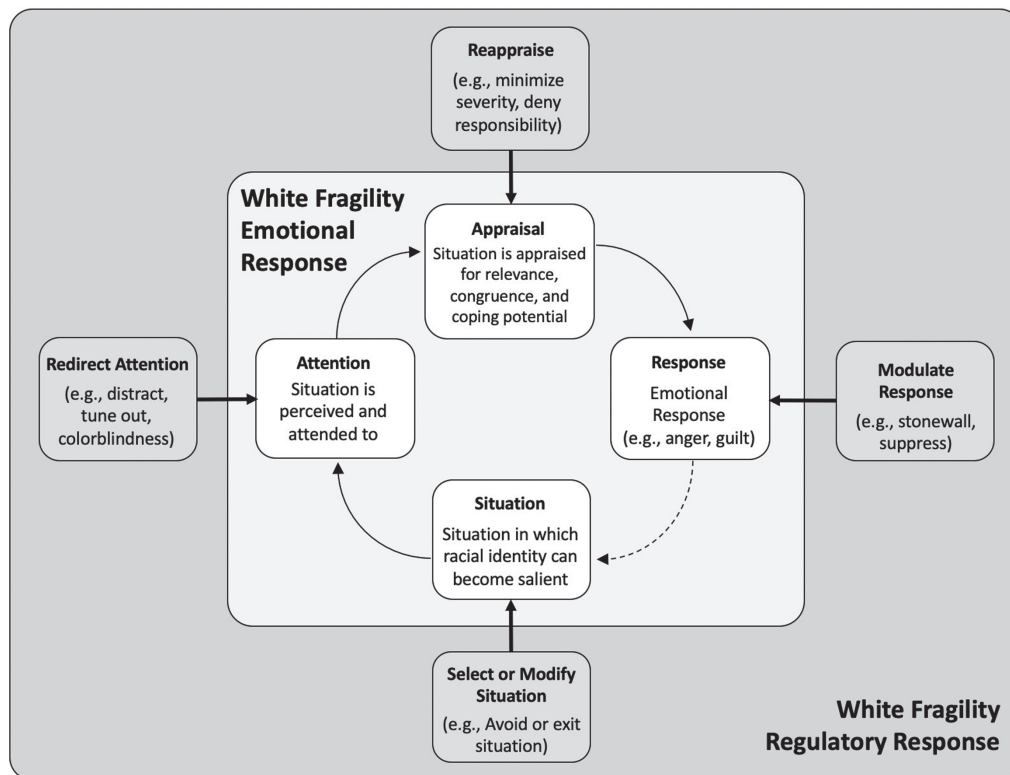 Reappraise
(e.g., minimize
severity, deny
responsibility)
White Fragility
Emotional
Response
Appraisal
Situation is appraised
for relevance,
congruence, and
coping potential
Redirect Attention
(e.g., distract,
tune out,
colorblindness)
Attention
Situation is
perceived and
attended to
Response
Emotional
Response
(e.g., anger, guilt)
Modulate
Response
(e.g., stonewall,
suppress)
Situation
Situation in which
racial identity can
become salient
Select or Modify
Situation
(e.g., Avoid or exit
situation)
White Fragility
Regulatory Response